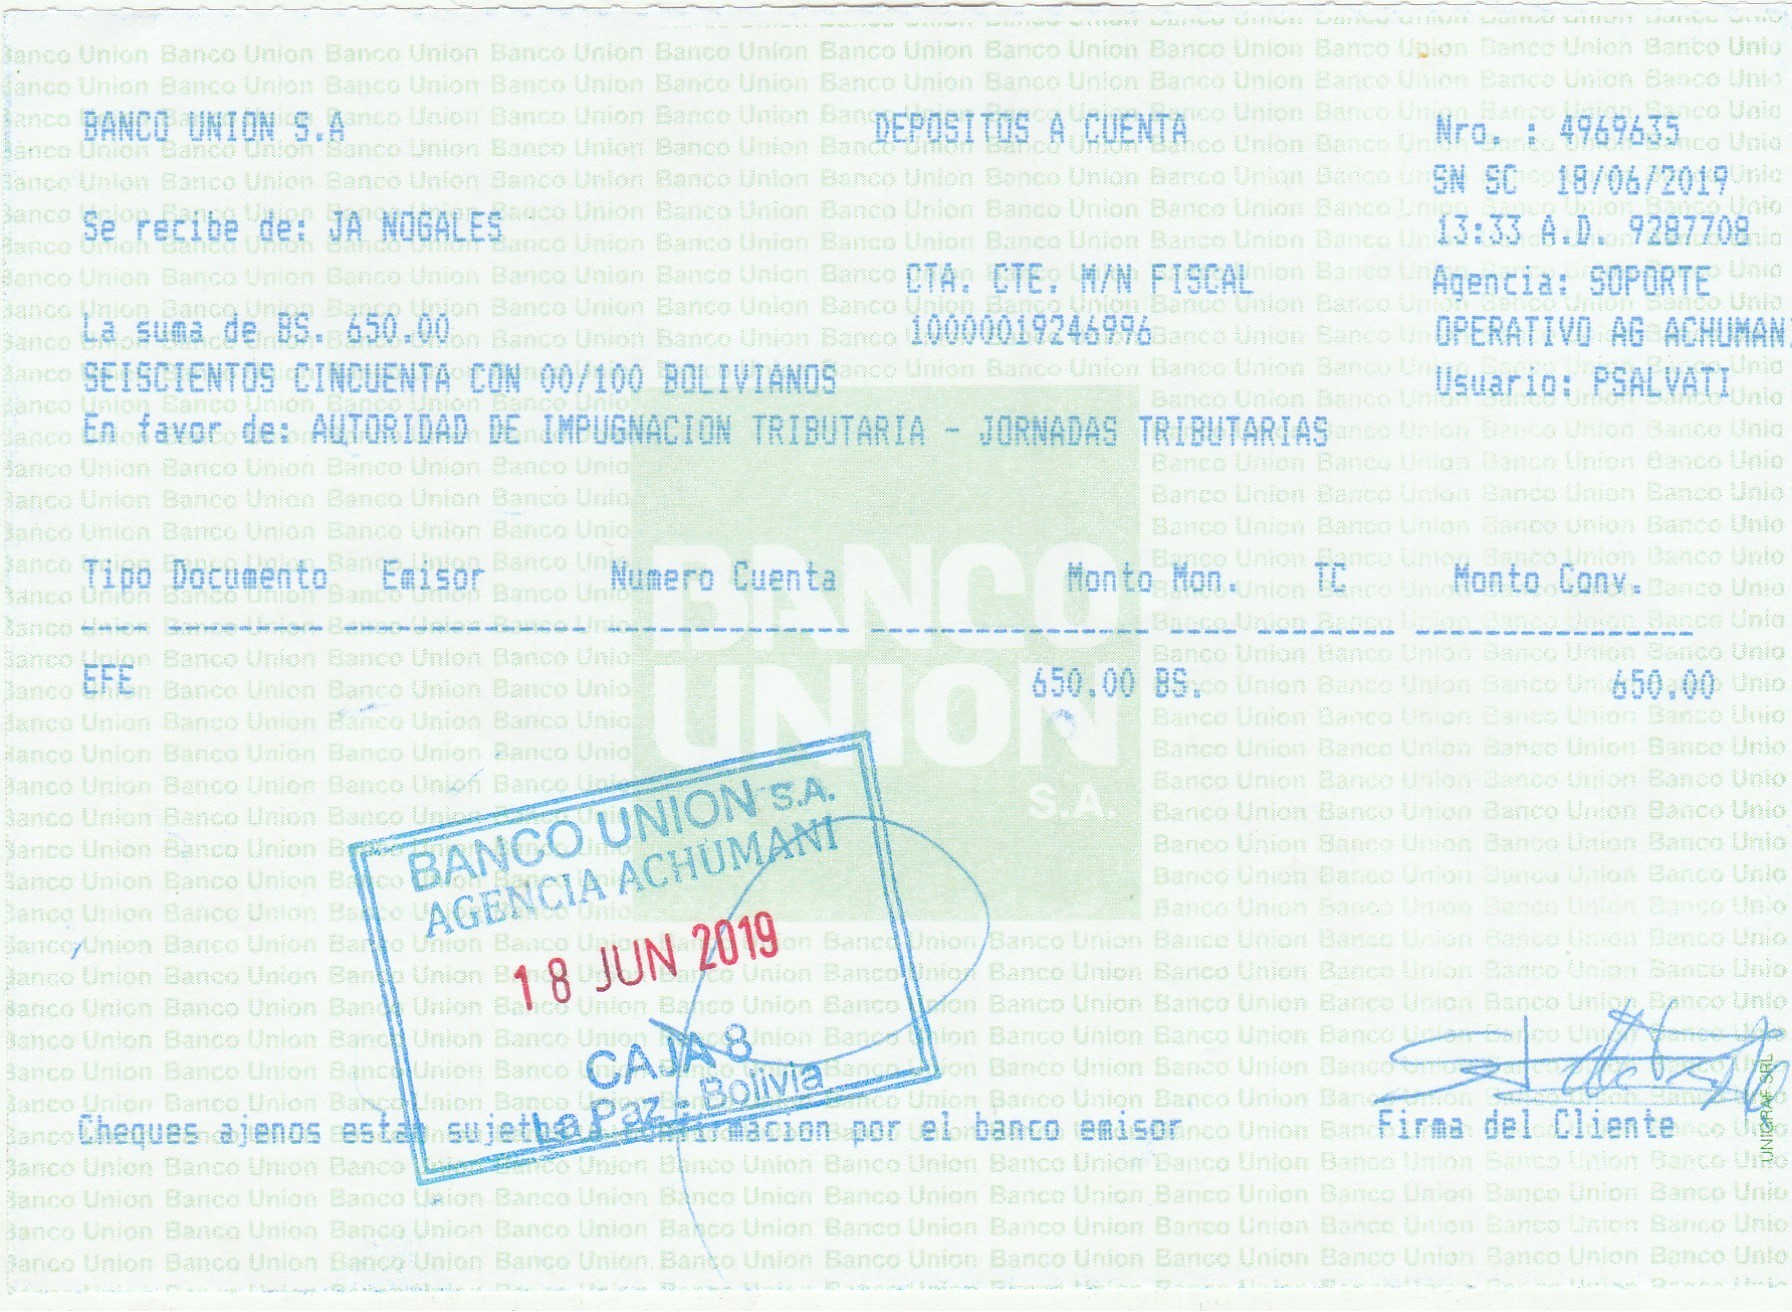 BANCO UNION S.A
DEPOSITOS A CUENTA
Nro. : 4969635
SN SC 18/06/2019
Se recibe de: JA NOGALES
13:33 A.D. 9287708
CTA. CTE. M/N FISCAL
Agencia: SOPORTE
La suma de BS. 650.00
10000019246996
OPERATIVO AG ACHUMAN
SEISCIENTOS CINCUENTA CON 00/100 BOLIVIANOS
Usuario: PSALVATI
En favor de: AUTORIDAD DE IMPUGNACION TRIBUTARIA - JORNADAS TRIBUTARIAS
Tipo Documento Emisor Numero Cuenta Monto Mon. TC Monto Conv.
EFE 650.00 BS. 650.00
BANCO
UNION
S.A.
BANCO UNION S.A.
AGENCIA ACHUMANI
18 JUN 2019
CAJA 8
La Paz - Bolivia
Cheques ajenos estan sujetos por el banco emisor
Firma del Cliente
UNIGRAF SRL